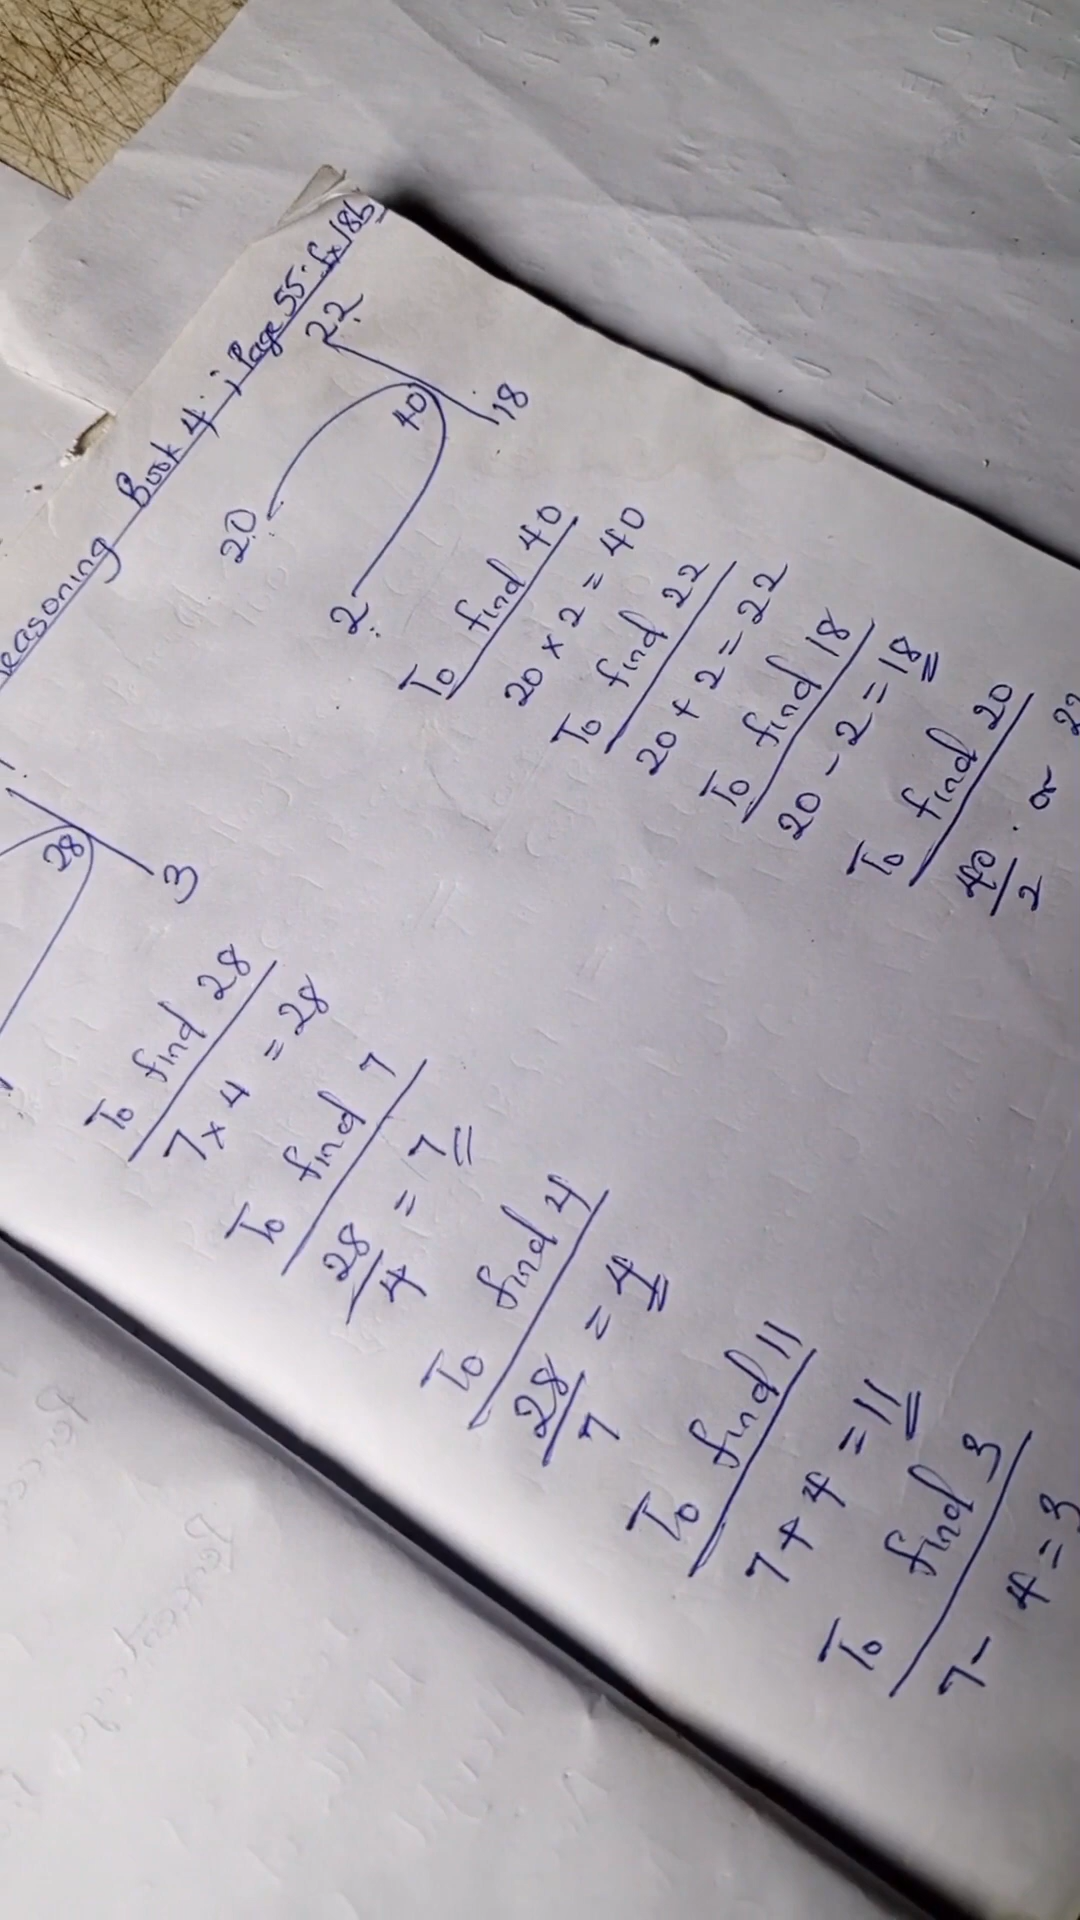 reasoning Book 4; Page 55: Ex 18b
28
3
To find 28
7 x 4 = 28
To find 7
28/4 = 7
To find 4
28/7 = 4
To find 11
7 + 4 = 11
To find 3
7 - 4 = 3
20
22
40
2
18
To find 40
20 x 2 = 40
To find 22
20 + 2 = 22
To find 18
20 - 2 = 18
To find 20
40/2 or